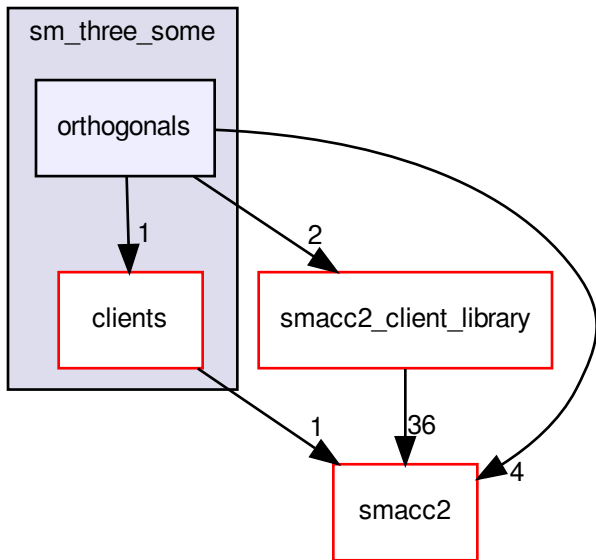 sm_three_some
orthogonals
1
2
clients
smacc2_client_library
1
36
4
smacc2